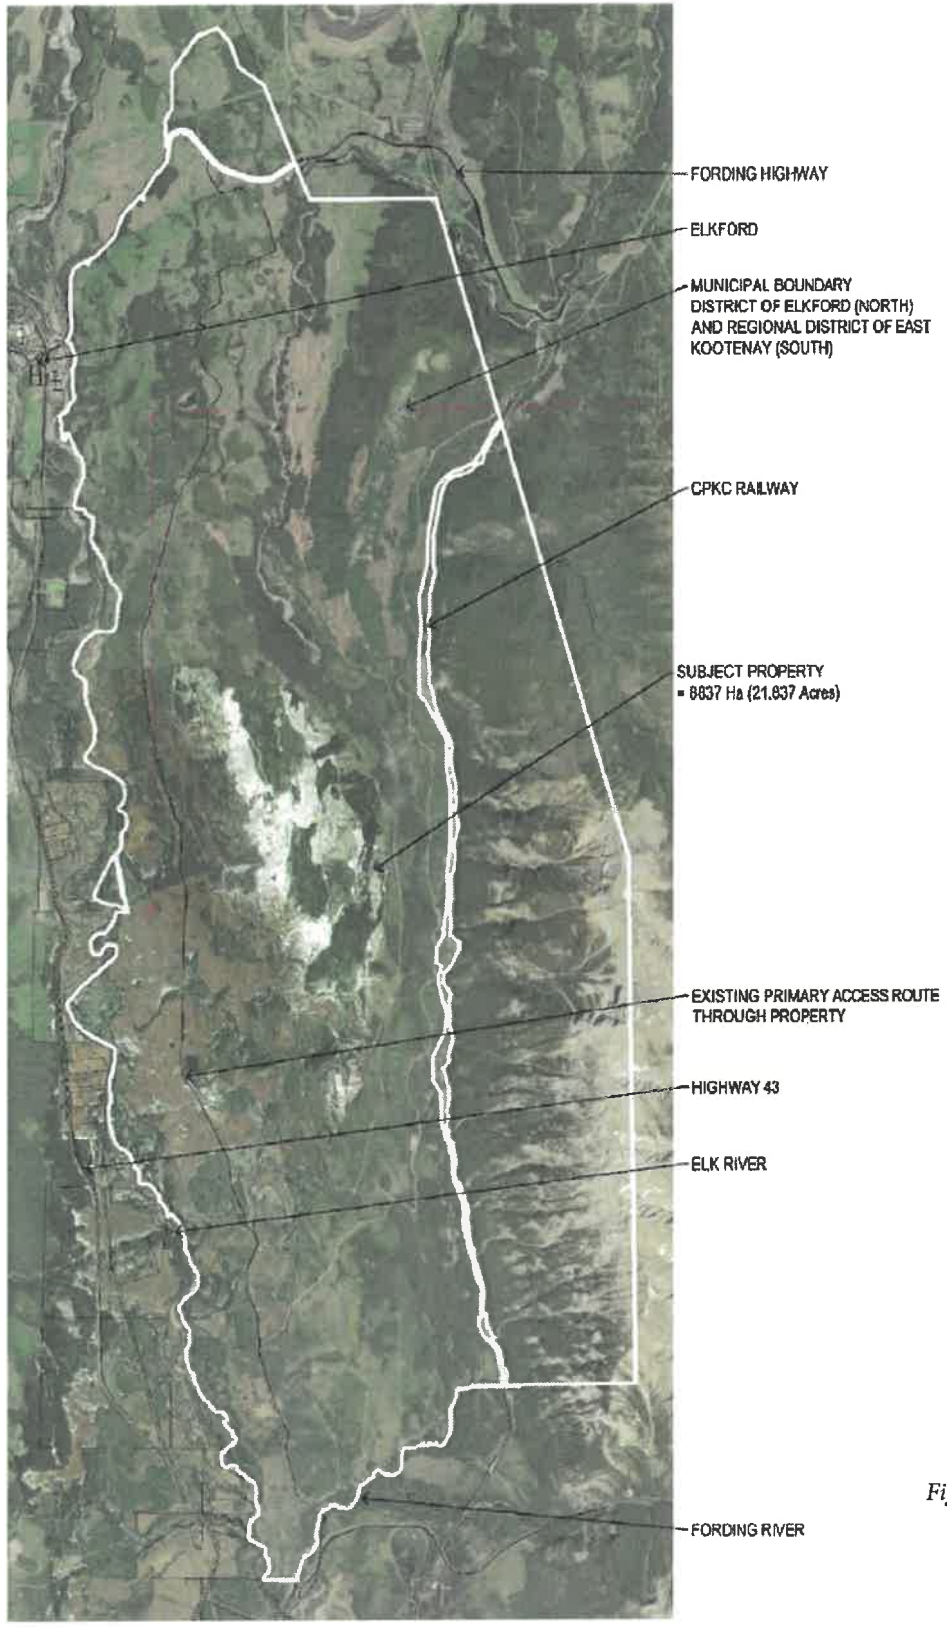 FORDING HIGHWAY
ELKFORD
MUNICIPAL BOUNDARY
DISTRICT OF ELKFORD (NORTH)
AND REGIONAL DISTRICT OF EAST
KOOTENAY (SOUTH)
CPKC RAILWAY
SUBJECT PROPERTY
= 8837 Ha (21,837 Acres)
EXISTING PRIMARY ACCESS ROUTE
THROUGH PROPERTY
HIGHWAY 43
ELK RIVER
FORDING RIVER